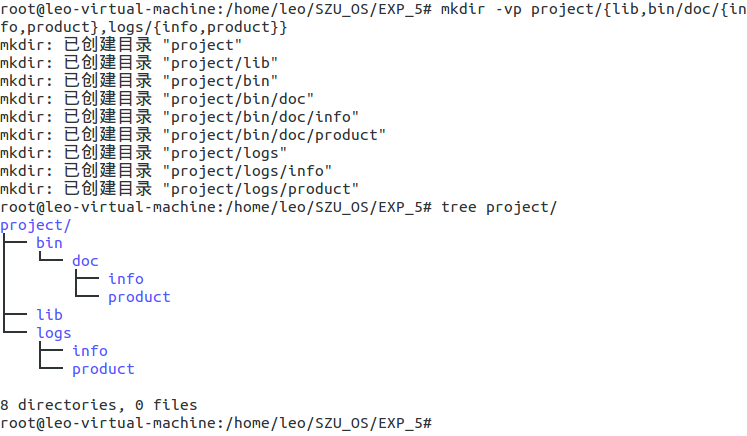 root@leo-virtual-machine:/home/leo/SZU_OS/EXP_5# mkdir -vp project/{lib,bin/doc/{in
fo,product},logs/{info,product}}
mkdir: 已创建目录 "project"
mkdir: 已创建目录 "project/lib"
mkdir: 已创建目录 "project/bin"
mkdir: 已创建目录 "project/bin/doc"
mkdir: 已创建目录 "project/bin/doc/info"
mkdir: 已创建目录 "project/bin/doc/product"
mkdir: 已创建目录 "project/logs"
mkdir: 已创建目录 "project/logs/info"
mkdir: 已创建目录 "project/logs/product"
root@leo-virtual-machine:/home/leo/SZU_OS/EXP_5# tree project/
project/
├── bin
│   └── doc
│       ├── info
│       └── product
├── lib
└── logs
    ├── info
    └── product
8 directories, 0 files
root@leo-virtual-machine:/home/leo/SZU_OS/EXP_5#